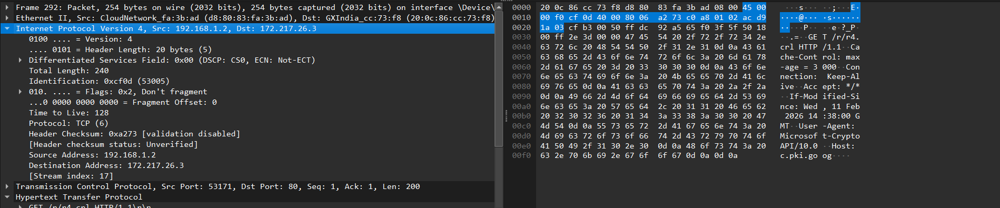 Frame 292: Packet, 254 bytes on wire (2032 bits), 254 bytes captured (2032 bits) on interface \Device\
Ethernet II, Src: CloudNetwork_fa:3b:ad (d8:80:83:fa:3b:ad), Dst: GXIndia_cc:73:f8 (20:0c:86:cc:73:f8)
Internet Protocol Version 4, Src: 192.168.1.2, Dst: 172.217.26.3
0100 .... = Version: 4
.... 0101 = Header Length: 20 bytes (5)
Differentiated Services Field: 0x00 (DSCP: CS0, ECN: Not-ECT)
Total Length: 240
Identification: 0xcf0d (53005)
010. .... = Flags: 0x2, Don't fragment
...0 0000 0000 0000 = Fragment Offset: 0
Time to Live: 128
Protocol: TCP (6)
Header Checksum: 0xa273 [validation disabled]
[Header checksum status: Unverified]
Source Address: 192.168.1.2
Destination Address: 172.217.26.3
[Stream index: 17]
Transmission Control Protocol, Src Port: 53171, Dst Port: 80, Seq: 1, Ack: 1, Len: 200
Hypertext Transfer Protocol
GET /r/r4.crl HTTP/1.1\r\n
0000 20 0c 86 cc 73 f8 d8 80 83 fa 3b ad 08 00 45 00 ····s··· ··;···E·
0010 00 f0 cf 0d 40 00 80 06 a2 73 c0 a8 01 02 ac d9 ····@··· ·s······
0020 1a 03 cf b3 00 50 ff dc 92 a5 65 f0 3f 5f 50 18 ·····P·· ··e·?_P·
0030 00 ff 2e 3d 00 00 47 45 54 20 2f 72 2f 72 34 2e ··.=··GE T /r/r4.
0040 63 72 6c 20 48 54 54 50 2f 31 2e 31 0d 0a 43 61 crl HTTP /1.1··Ca
0050 63 68 65 2d 43 6f 6e 74 72 6f 6c 3a 20 6d 61 78 che-Cont rol: max
0060 2d 61 67 65 20 3d 20 33 30 30 30 0d 0a 43 6f 6e -age = 3 000··Con
0070 6e 65 63 74 69 6f 6e 3a 20 4b 65 65 70 2d 41 6c nection: Keep-Al
0080 69 76 65 0d 0a 41 63 63 65 70 74 3a 20 2a 2f 2a ive··Acc ept: */*
0090 0d 0a 49 66 2d 4d 6f 64 69 66 69 65 64 2d 53 69 ··If-Mod ified-Si
00a0 6e 63 65 3a 20 57 65 64 2c 20 31 31 20 46 65 62 nce: Wed , 11 Feb
00b0 20 32 30 32 36 20 31 34 3a 33 38 3a 30 30 20 47 2026 14 :38:00 G
00c0 4d 54 0d 0a 55 73 65 72 2d 41 67 65 6e 74 3a 20 MT··User -Agent:
00d0 4d 69 63 72 6f 73 6f 66 74 2d 43 72 79 70 74 6f Microsof t-Crypto
00e0 41 50 49 2f 31 30 2e 30 0d 0a 48 6f 73 74 3a 20 API/10.0 ··Host:
00f0 63 2e 70 6b 69 2e 67 6f 6f 67 0d 0a 0d 0a c.pki.go og····